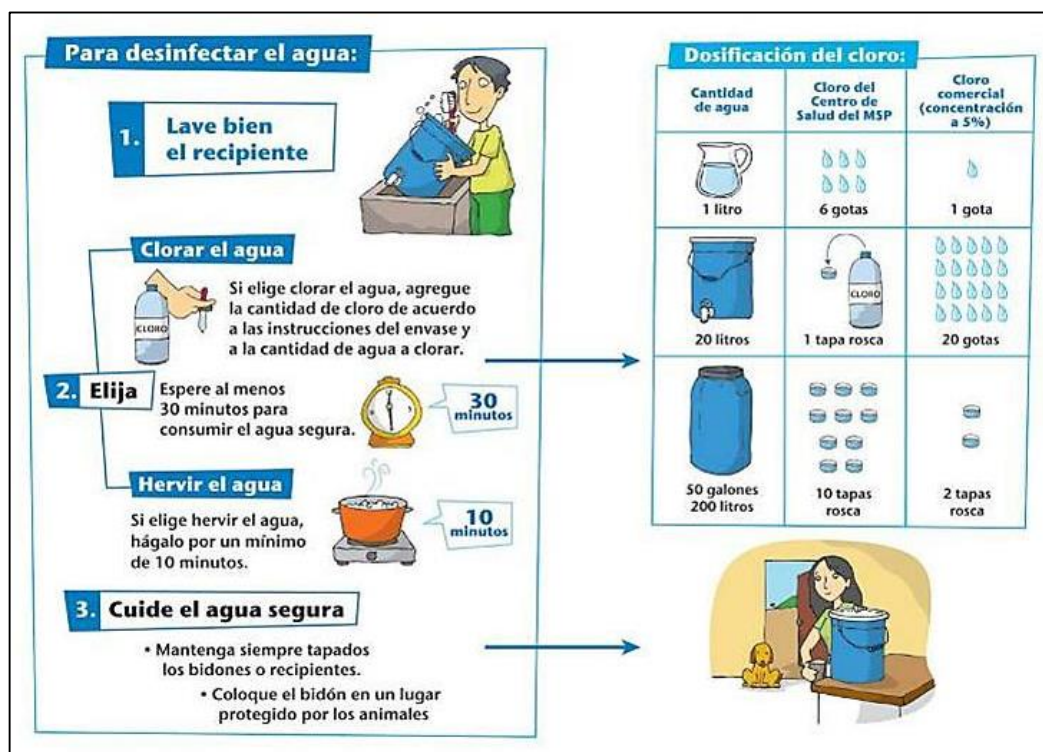 Para desinfectar el agua:
1.
Lave bien
el recipiente
Clorar el agua
CLORO
Si elige clorar el agua, agregue
la cantidad de cloro de acuerdo
a las instrucciones del envase y
a la cantidad de agua a clorar.
2. Elija
Espere al menos
30 minutos para
consumir el agua segura.
30
minutos
Hervir el agua
Si elige hervir el agua,
hágalo por un mínimo
de 10 minutos.
10
minutos
3. Cuide el agua segura
• Mantenga siempre tapados
los bidones o recipientes.
• Coloque el bidón en un lugar
protegido por los animales
Dosificación del cloro:
Cantidad
de agua
Cloro del
Centro de
Salud del MSP
Cloro
comercial
(concentración
a 5%)
1 litro
6 gotas
1 gota
CLORO
20 litros
1 tapa rosca
20 gotas
50 galones
200 litros
10 tapas
rosca
2 tapas
rosca